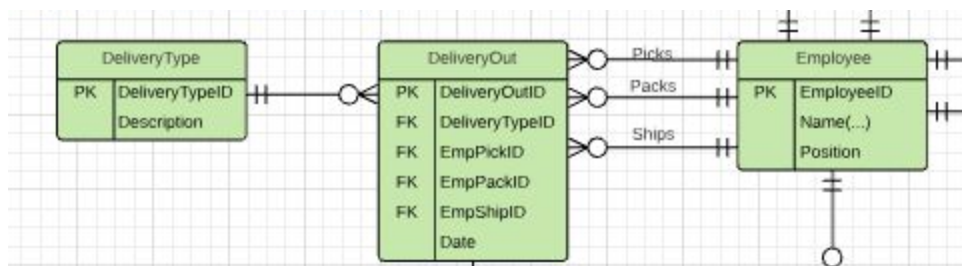 DeliveryType
PK DeliveryTypeID
Description
DeliveryOut
PK DeliveryOutID
FK DeliveryTypeID
FK EmpPickID
FK EmpPackID
FK EmpShipID
Date
Picks
Packs
Ships
Employee
PK EmployeeID
Name(...)
Position